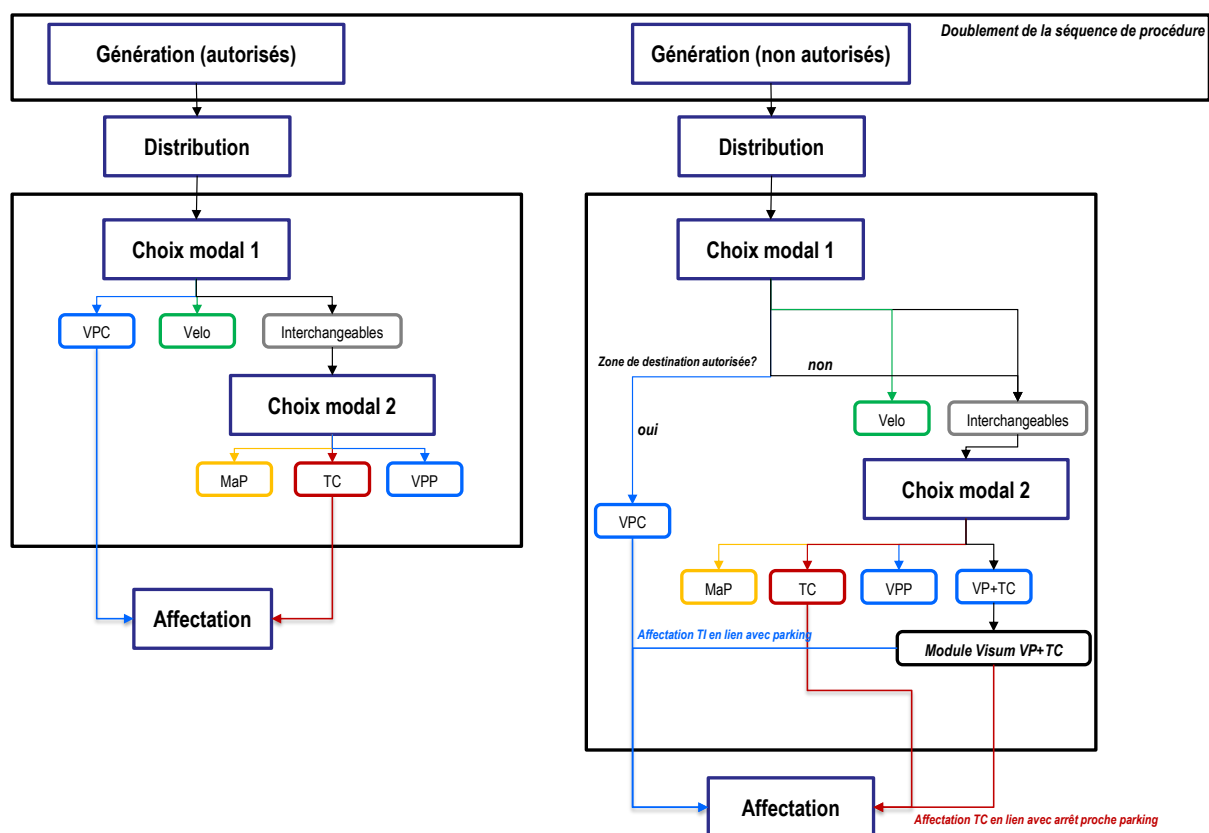 Doublement de la séquence de procédure
Génération (autorisés)
Génération (non autorisés)
Distribution
Distribution
Choix modal 1
Choix modal 1
VPC
Velo
Interchangeables
Choix modal 2
MaP
TC
VPP
Affectation
Zone de destination autorisée?
non
oui
Velo
Interchangeables
Choix modal 2
VPC
MaP
TC
VPP
VP+TC
Affectation TI en lien avec parking
Module Visum VP+TC
Affectation
Affectation TC en lien avec arrêt proche parking